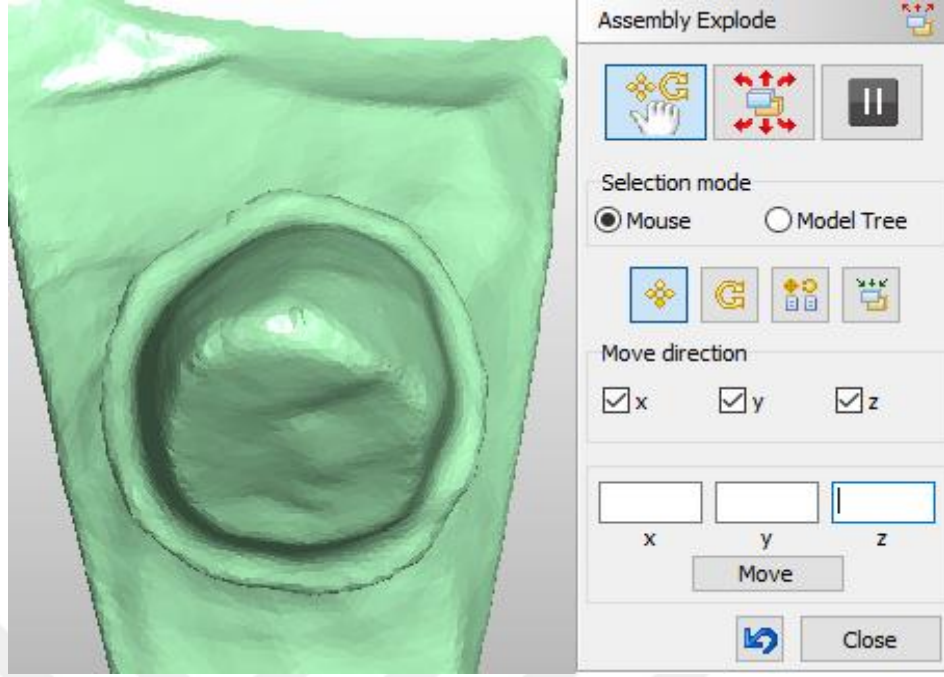 Assembly Explode
Selection mode
Mouse Model Tree
Move direction
x y z
x y z
Move
Close